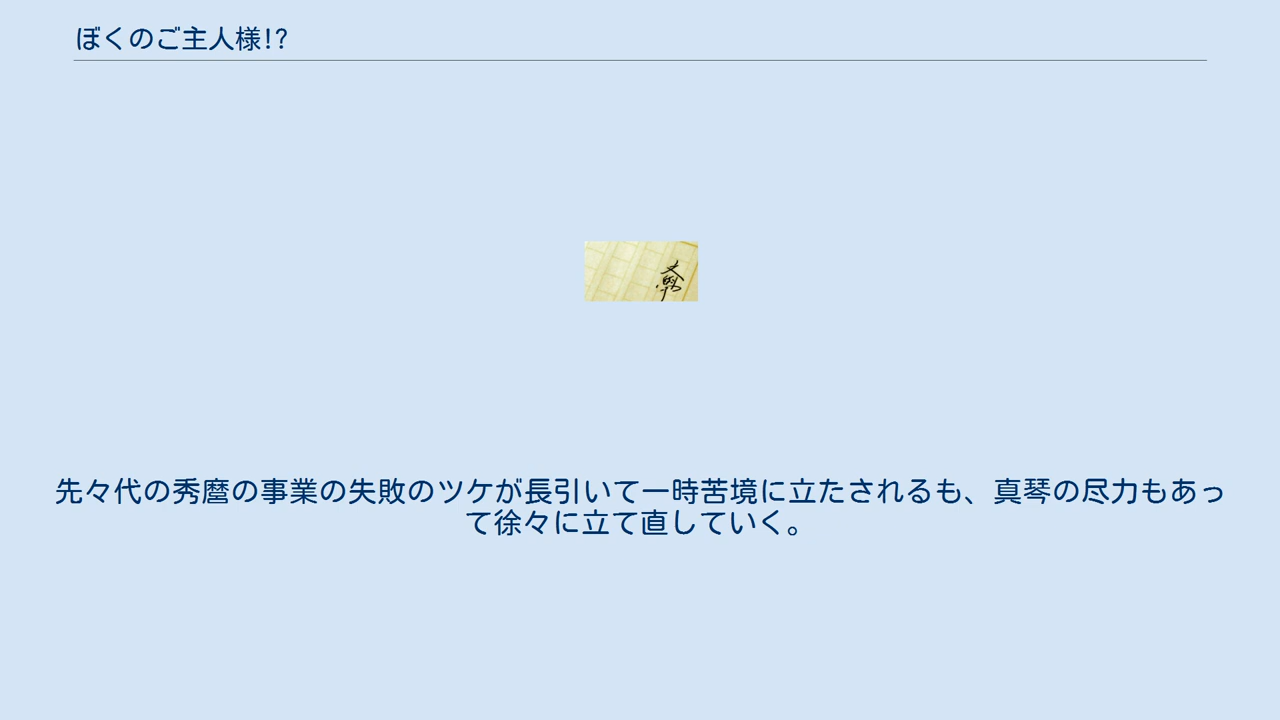 ぼくのご主人様!?
先々代の秀麿の事業の失敗のツケが長引いて一時苦境に立たされるも、真琴の尽力もあっ
て徐々に立て直していく。